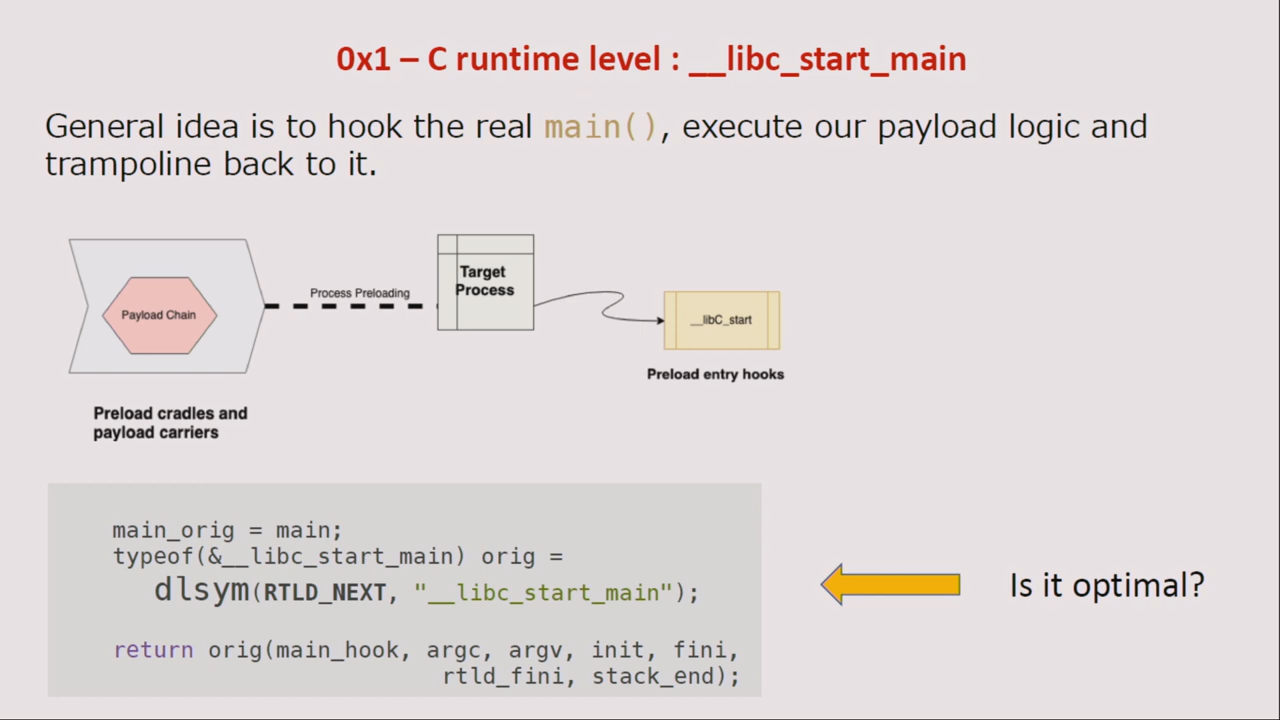 0x1 – C runtime level : __libc_start_main
General idea is to hook the real main(), execute our payload logic and
trampoline back to it.
Payload Chain
Process Preloading
Target
Process
__libC_start
Preload entry hooks
Preload cradles and
payload carriers
main_orig = main;
typeof(&__libc_start_main) orig =
dlsym(RTLD_NEXT, "__libc_start_main");
return orig(main_hook, argc, argv, init, fini,
rtld_fini, stack_end);
Is it optimal?